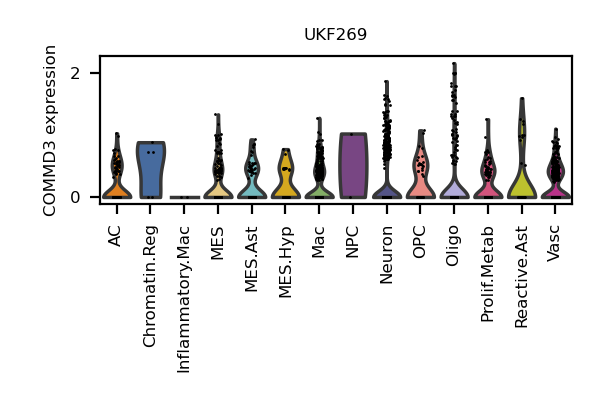 UKF269
COMMD3 expression
2
0
AC
Chromatin.Reg
Inflammatory.Mac
MES
MES.Ast
MES.Hyp
Mac
NPC
Neuron
OPC
Oligo
Prolif.Metab
Reactive.Ast
Vasc